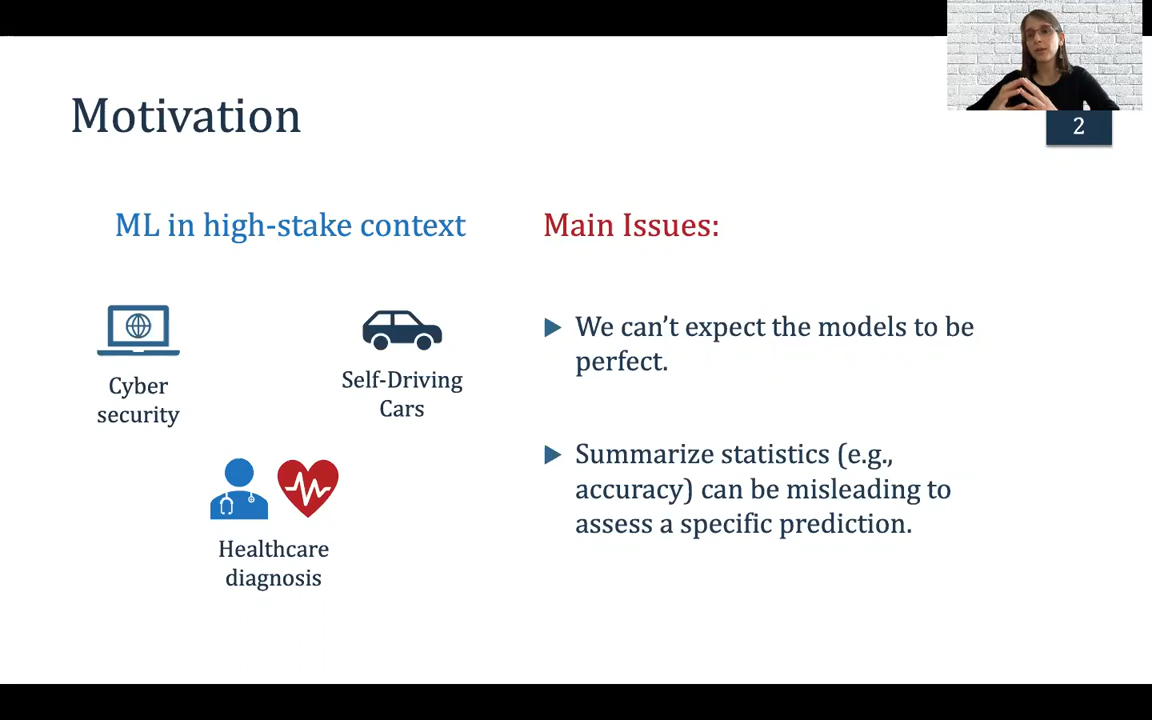 Motivation
2
ML in high-stake context
Cyber
security
Self-Driving
Cars
Healthcare
diagnosis
Main Issues:
We can't expect the models to be
perfect.
Summarize statistics (e.g.,
accuracy) can be misleading to
assess a specific prediction.